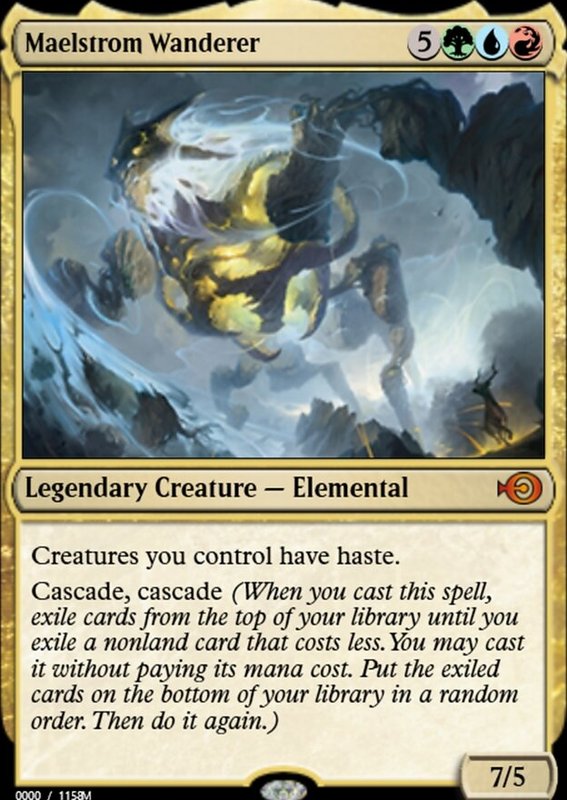 Maelstrom Wanderer 5
Legendary Creature — Elemental
Creatures you control have haste.
Cascade, cascade (When you cast this spell,
exile cards from the top of your library until you
exile a nonland card that costs less. You may cast
it without paying its mana cost. Put the exiled
cards on the bottom of your library in a random
order. Then do it again.)
7/5
0000 / 1158M